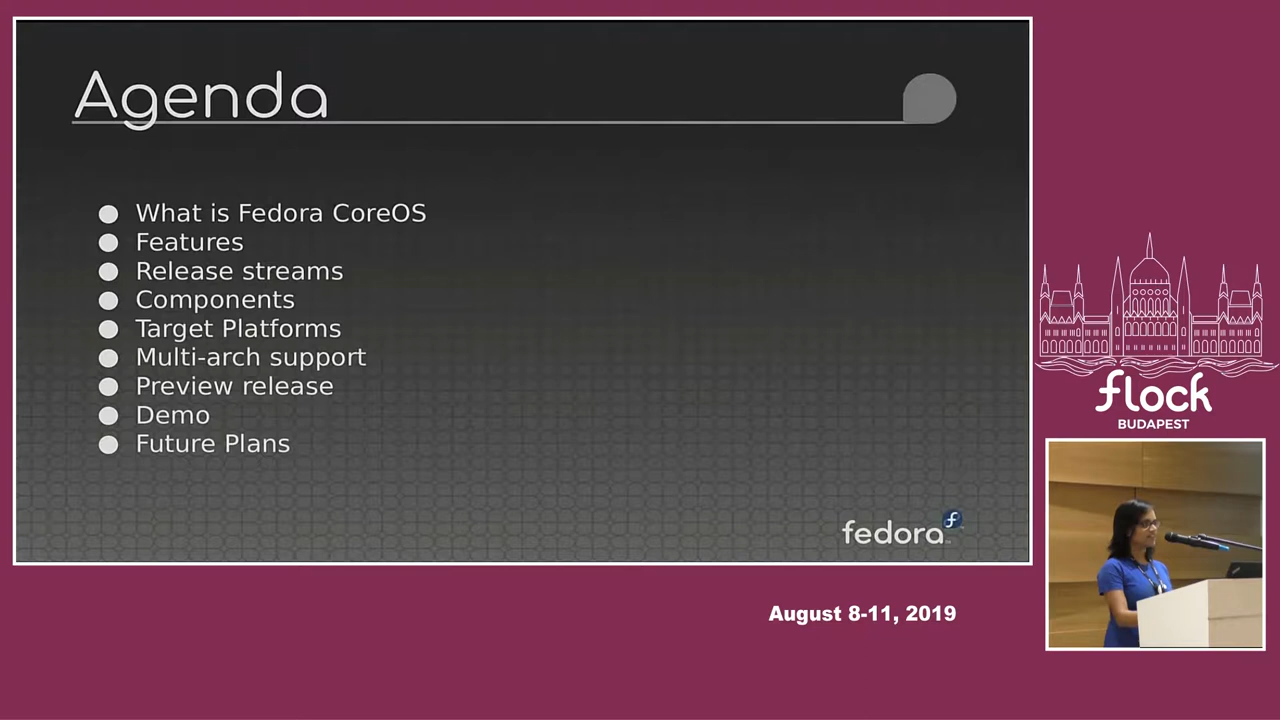 Agenda
What is Fedora CoreOS
Features
Release streams
Components
Target Platforms
Multi-arch support
Preview release
Demo
Future Plans
fedora
flock
BUDAPEST
August 8-11, 2019